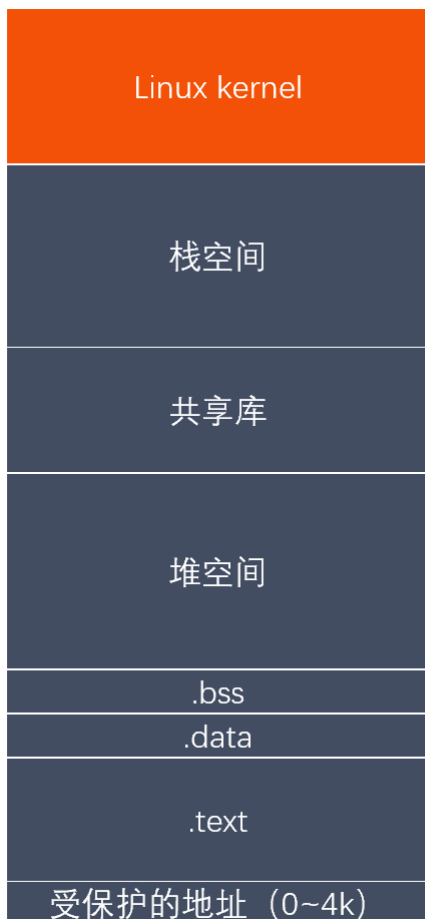 Linux kernel
栈空间
共享库
堆空间
.bss
.data
.text
受保护的地址（0~4k）